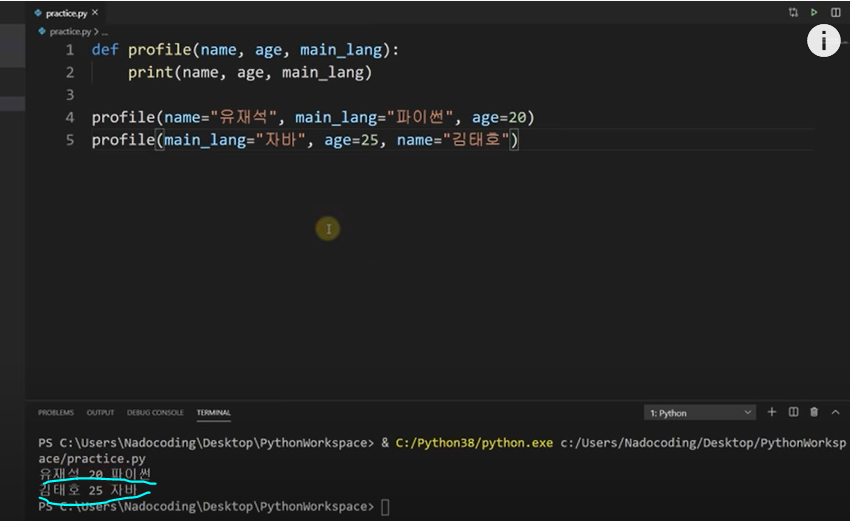 practice.py ×
practice.py > ...
1 def profile(name, age, main_lang):
2     print(name, age, main_lang)
3
4 profile(name="유재석", main_lang="파이썬", age=20)
5 profile(main_lang="자바", age=25, name="김태호")
PROBLEMS OUTPUT DEBUG CONSOLE TERMINAL 1: Python
PS C:\Users\Nadocoding\Desktop\PythonWorkspace> & C:/Python38/python.exe c:/Users/Nadocoding/Desktop/PythonWorksp
ace/practice.py
유재석 20 파이썬
김태호 25 자바
PS C:\Users\Nadocoding\Desktop\PythonWorkspace>